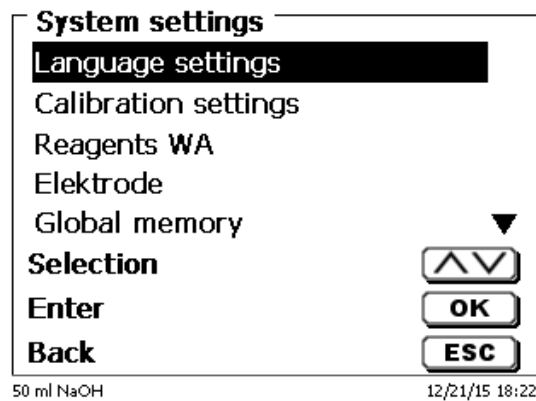 System settings
Language settings
Calibration settings
Reagents WA
Elektrode
Global memory
Selection
Enter OK
Back ESC
50 ml NaOH 12/21/15 18:22